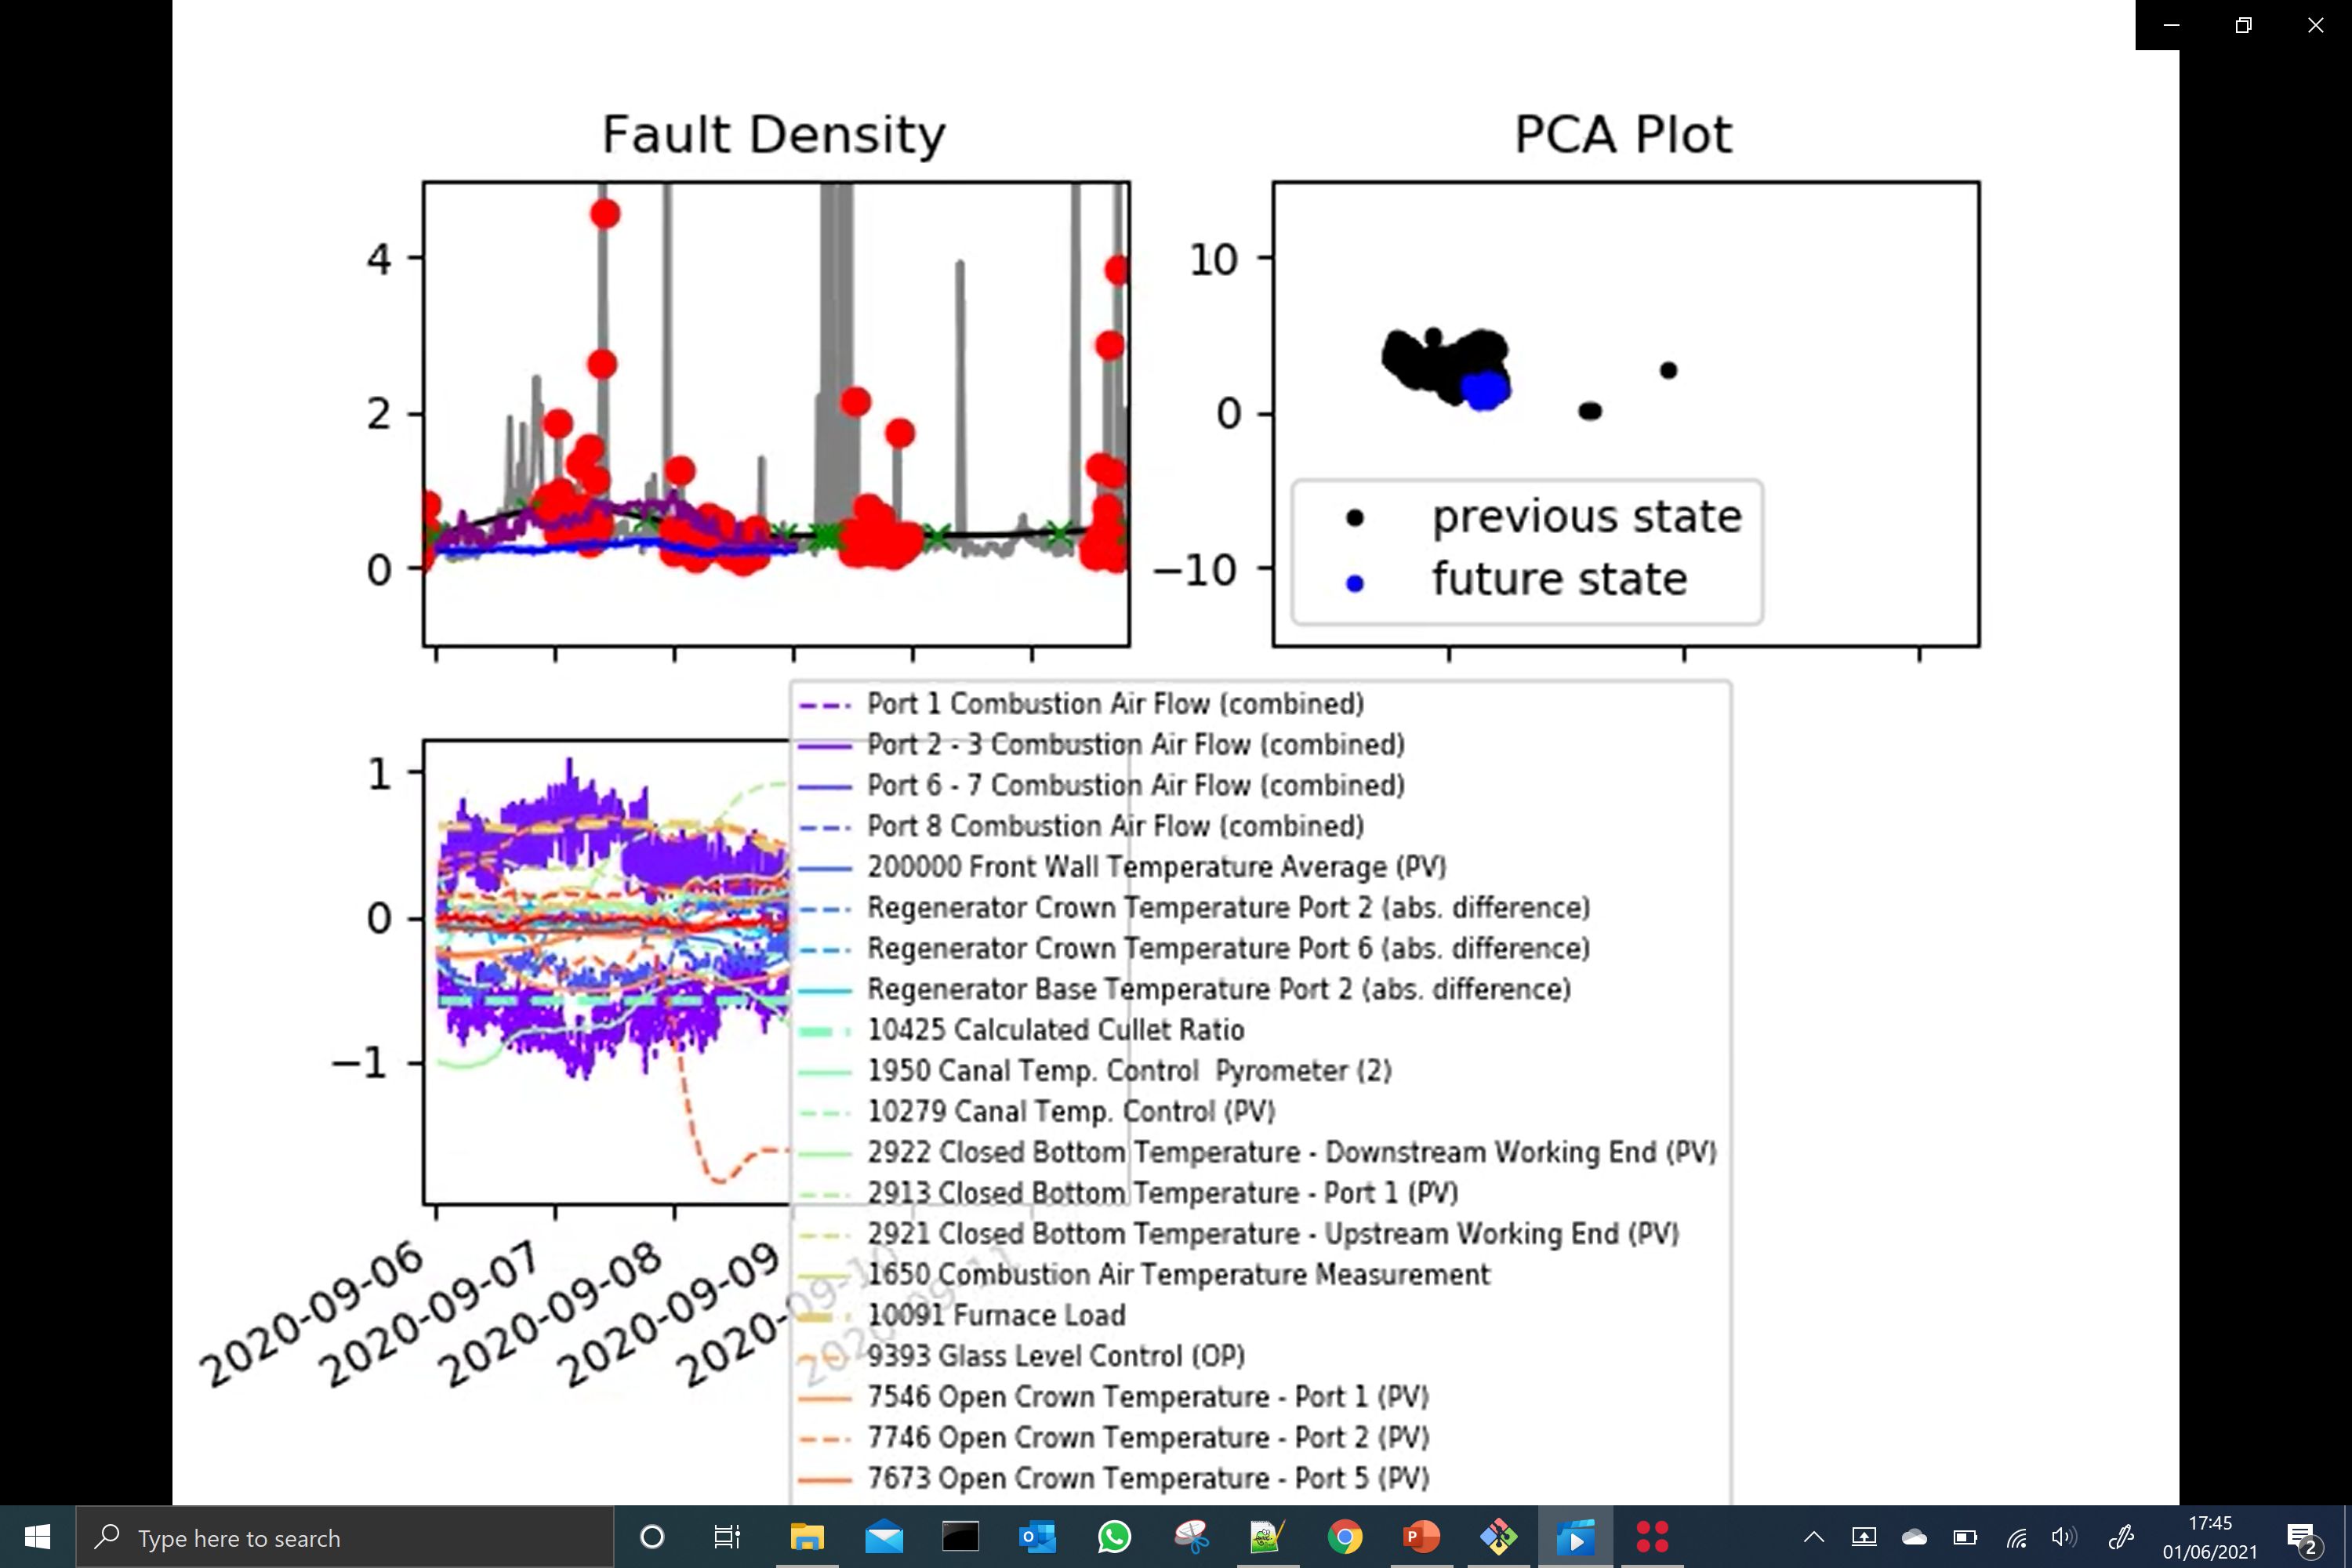 Fault Density
PCA Plot
4
2
0
10
0
−10
previous state
future state
1
0
−1
Port 1 Combustion Air Flow (combined)
Port 2 - 3 Combustion Air Flow (combined)
Port 6 - 7 Combustion Air Flow (combined)
Port 8 Combustion Air Flow (combined)
200000 Front Wall Temperature Average (PV)
Regenerator Crown Temperature Port 2 (abs. difference)
Regenerator Crown Temperature Port 6 (abs. difference)
Regenerator Base Temperature Port 2 (abs. difference)
10425 Calculated Cullet Ratio
1950 Canal Temp. Control  Pyrometer (2)
10279 Canal Temp. Control (PV)
2922 Closed Bottom Temperature - Downstream Working End (PV)
2913 Closed Bottom Temperature - Port 1 (PV)
2921 Closed Bottom Temperature - Upstream Working End (PV)
1650 Combustion Air Temperature Measurement
10091 Furnace Load
9393 Glass Level Control (OP)
7546 Open Crown Temperature - Port 1 (PV)
7746 Open Crown Temperature - Port 2 (PV)
7673 Open Crown Temperature - Port 5 (PV)
2020-09-06
2020-09-07
2020-09-08
2020-09-09
2020-09-10
2020-09-11
Type here to search
17:45
01/06/2021
2